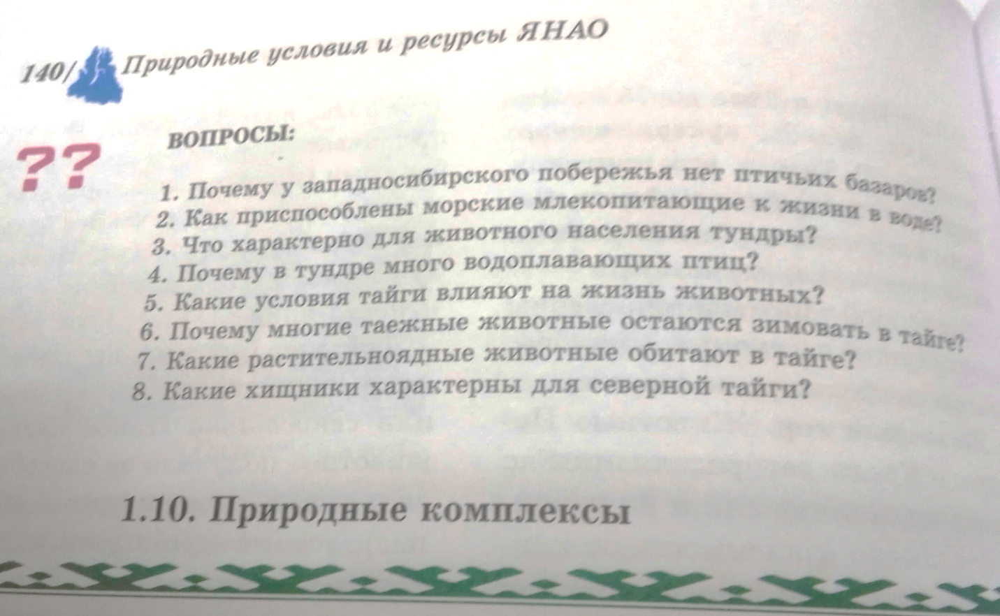 140/ Природные условия и ресурсы ЯНАО
??
ВОПРОСЫ:
1. Почему у западносибирского побережья нет птичьих базаров?
2. Как приспособлены морские млекопитающие к жизни в воде?
3. Что характерно для животного населения тундры?
4. Почему в тундре много водоплавающих птиц?
5. Какие условия тайги влияют на жизнь животных?
6. Почему многие таежные животные остаются зимовать в тайге?
7. Какие растительноядные животные обитают в тайге?
8. Какие хищники характерны для северной тайги?
1.10. Природные комплексы